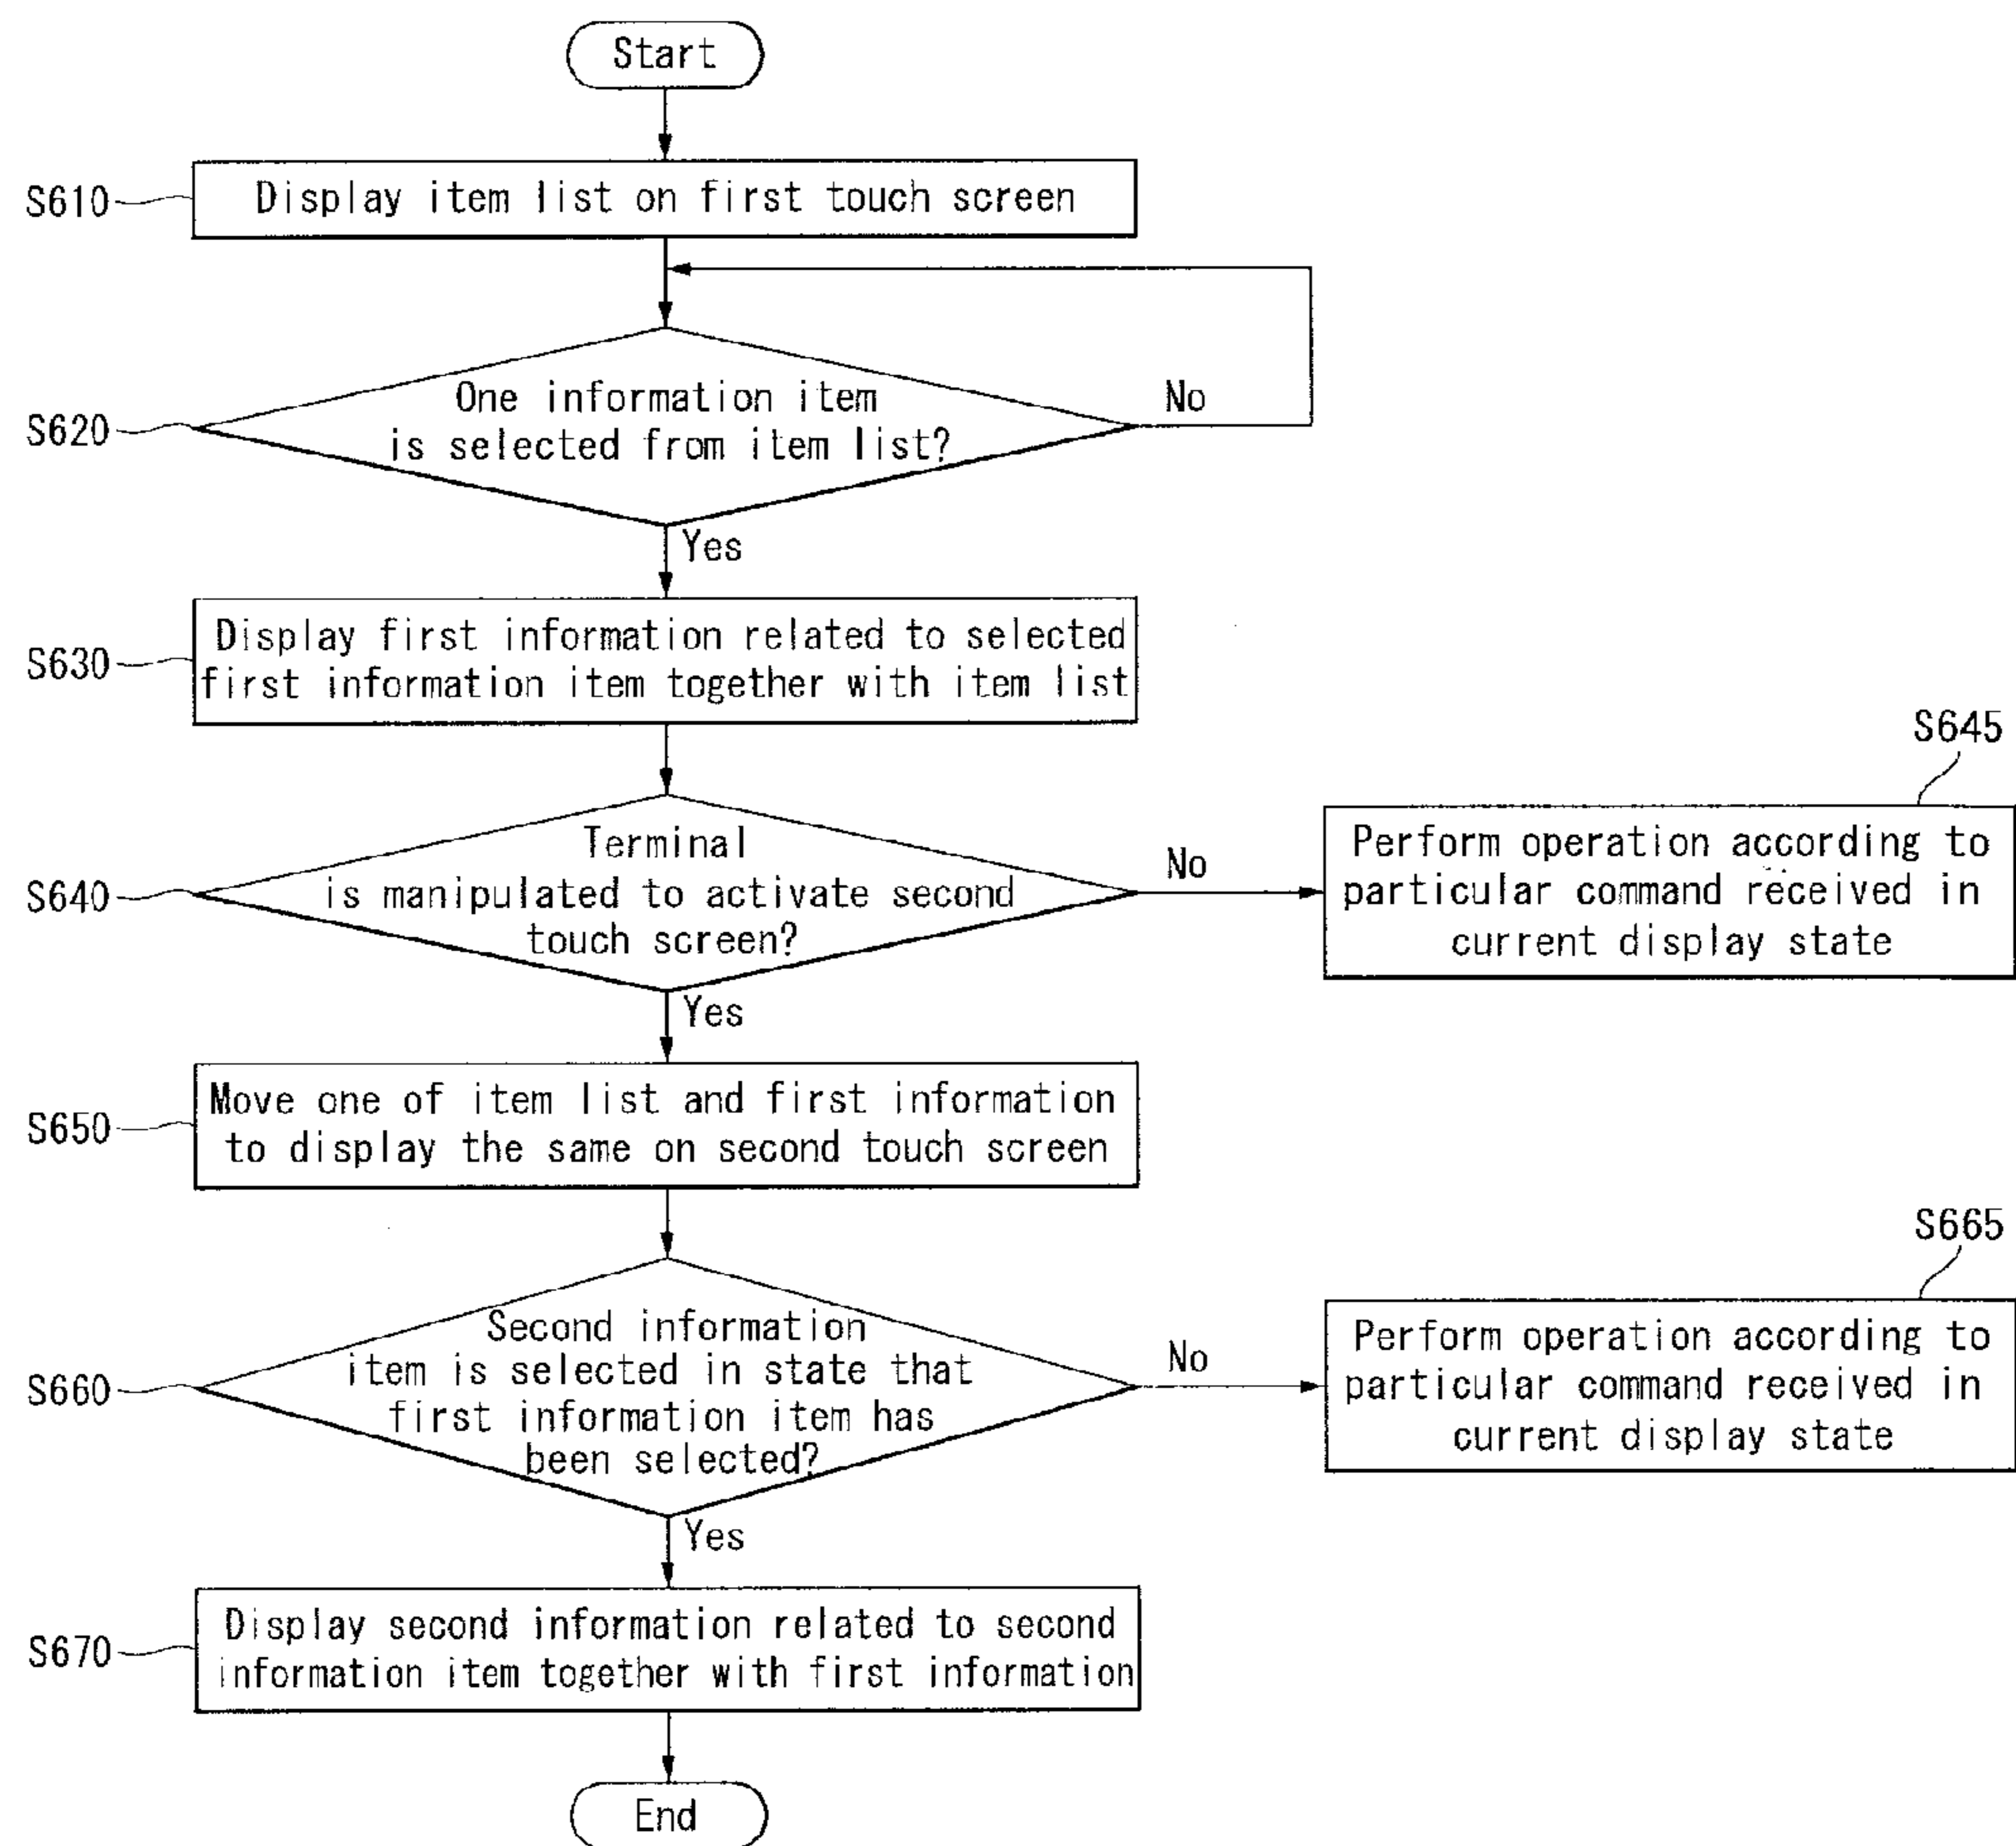 Start
S610
Display item list on first touch screen
S620
One information item
is selected from item list?
No
Yes
S630
Display first information related to selected
first information item together with item list
S640
Terminal
is manipulated to activate second
touch screen?
No
S645
Perform operation according to
particular command received in
current display state
Yes
S650
Move one of item list and first information
to display the same on second touch screen
S660
Second information
item is selected in state that
first information item has
been selected?
No
S665
Perform operation according to
particular command received in
current display state
Yes
S670
Display second information related to second
information item together with first information
End